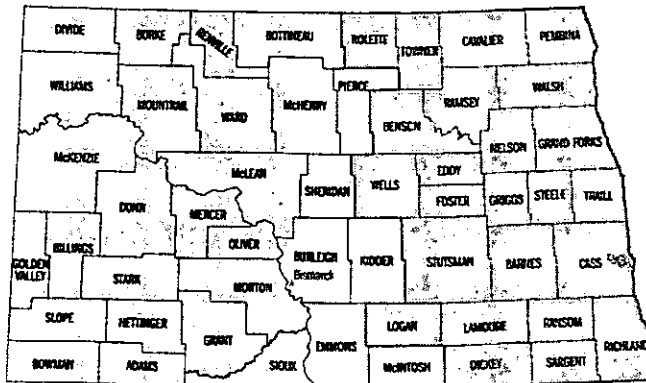 DIVIDE
BURKE
RENVILLE
BOTTINEAU
ROLETTE
TOWNER
CAVALIER
PEMBINA
WILLIAMS
MOUNTRAIL
WARD
McHENRY
PIERCE
BENSON
RAMSEY
WALSH
McKENZIE
McLEAN
SHERIDAN
WELLS
EDDY
FOSTER
NELSON
GRAND FORKS
DUNN
MERCER
OLIVER
GRIGGS
STEELE
TRAILL
GOLDEN
VALLEY
BILLINGS
STARK
MORTON
BURLEIGH
Bismarck
KIDDER
STUTSMAN
BARNES
CASS
SLOPE
HETTINGER
GRANT
SIOUX
EMMONS
LOGAN
LAMOURE
RANSOM
RICHLAND
BOWMAN
ADAMS
McINTOSH
DICKEY
SARGENT